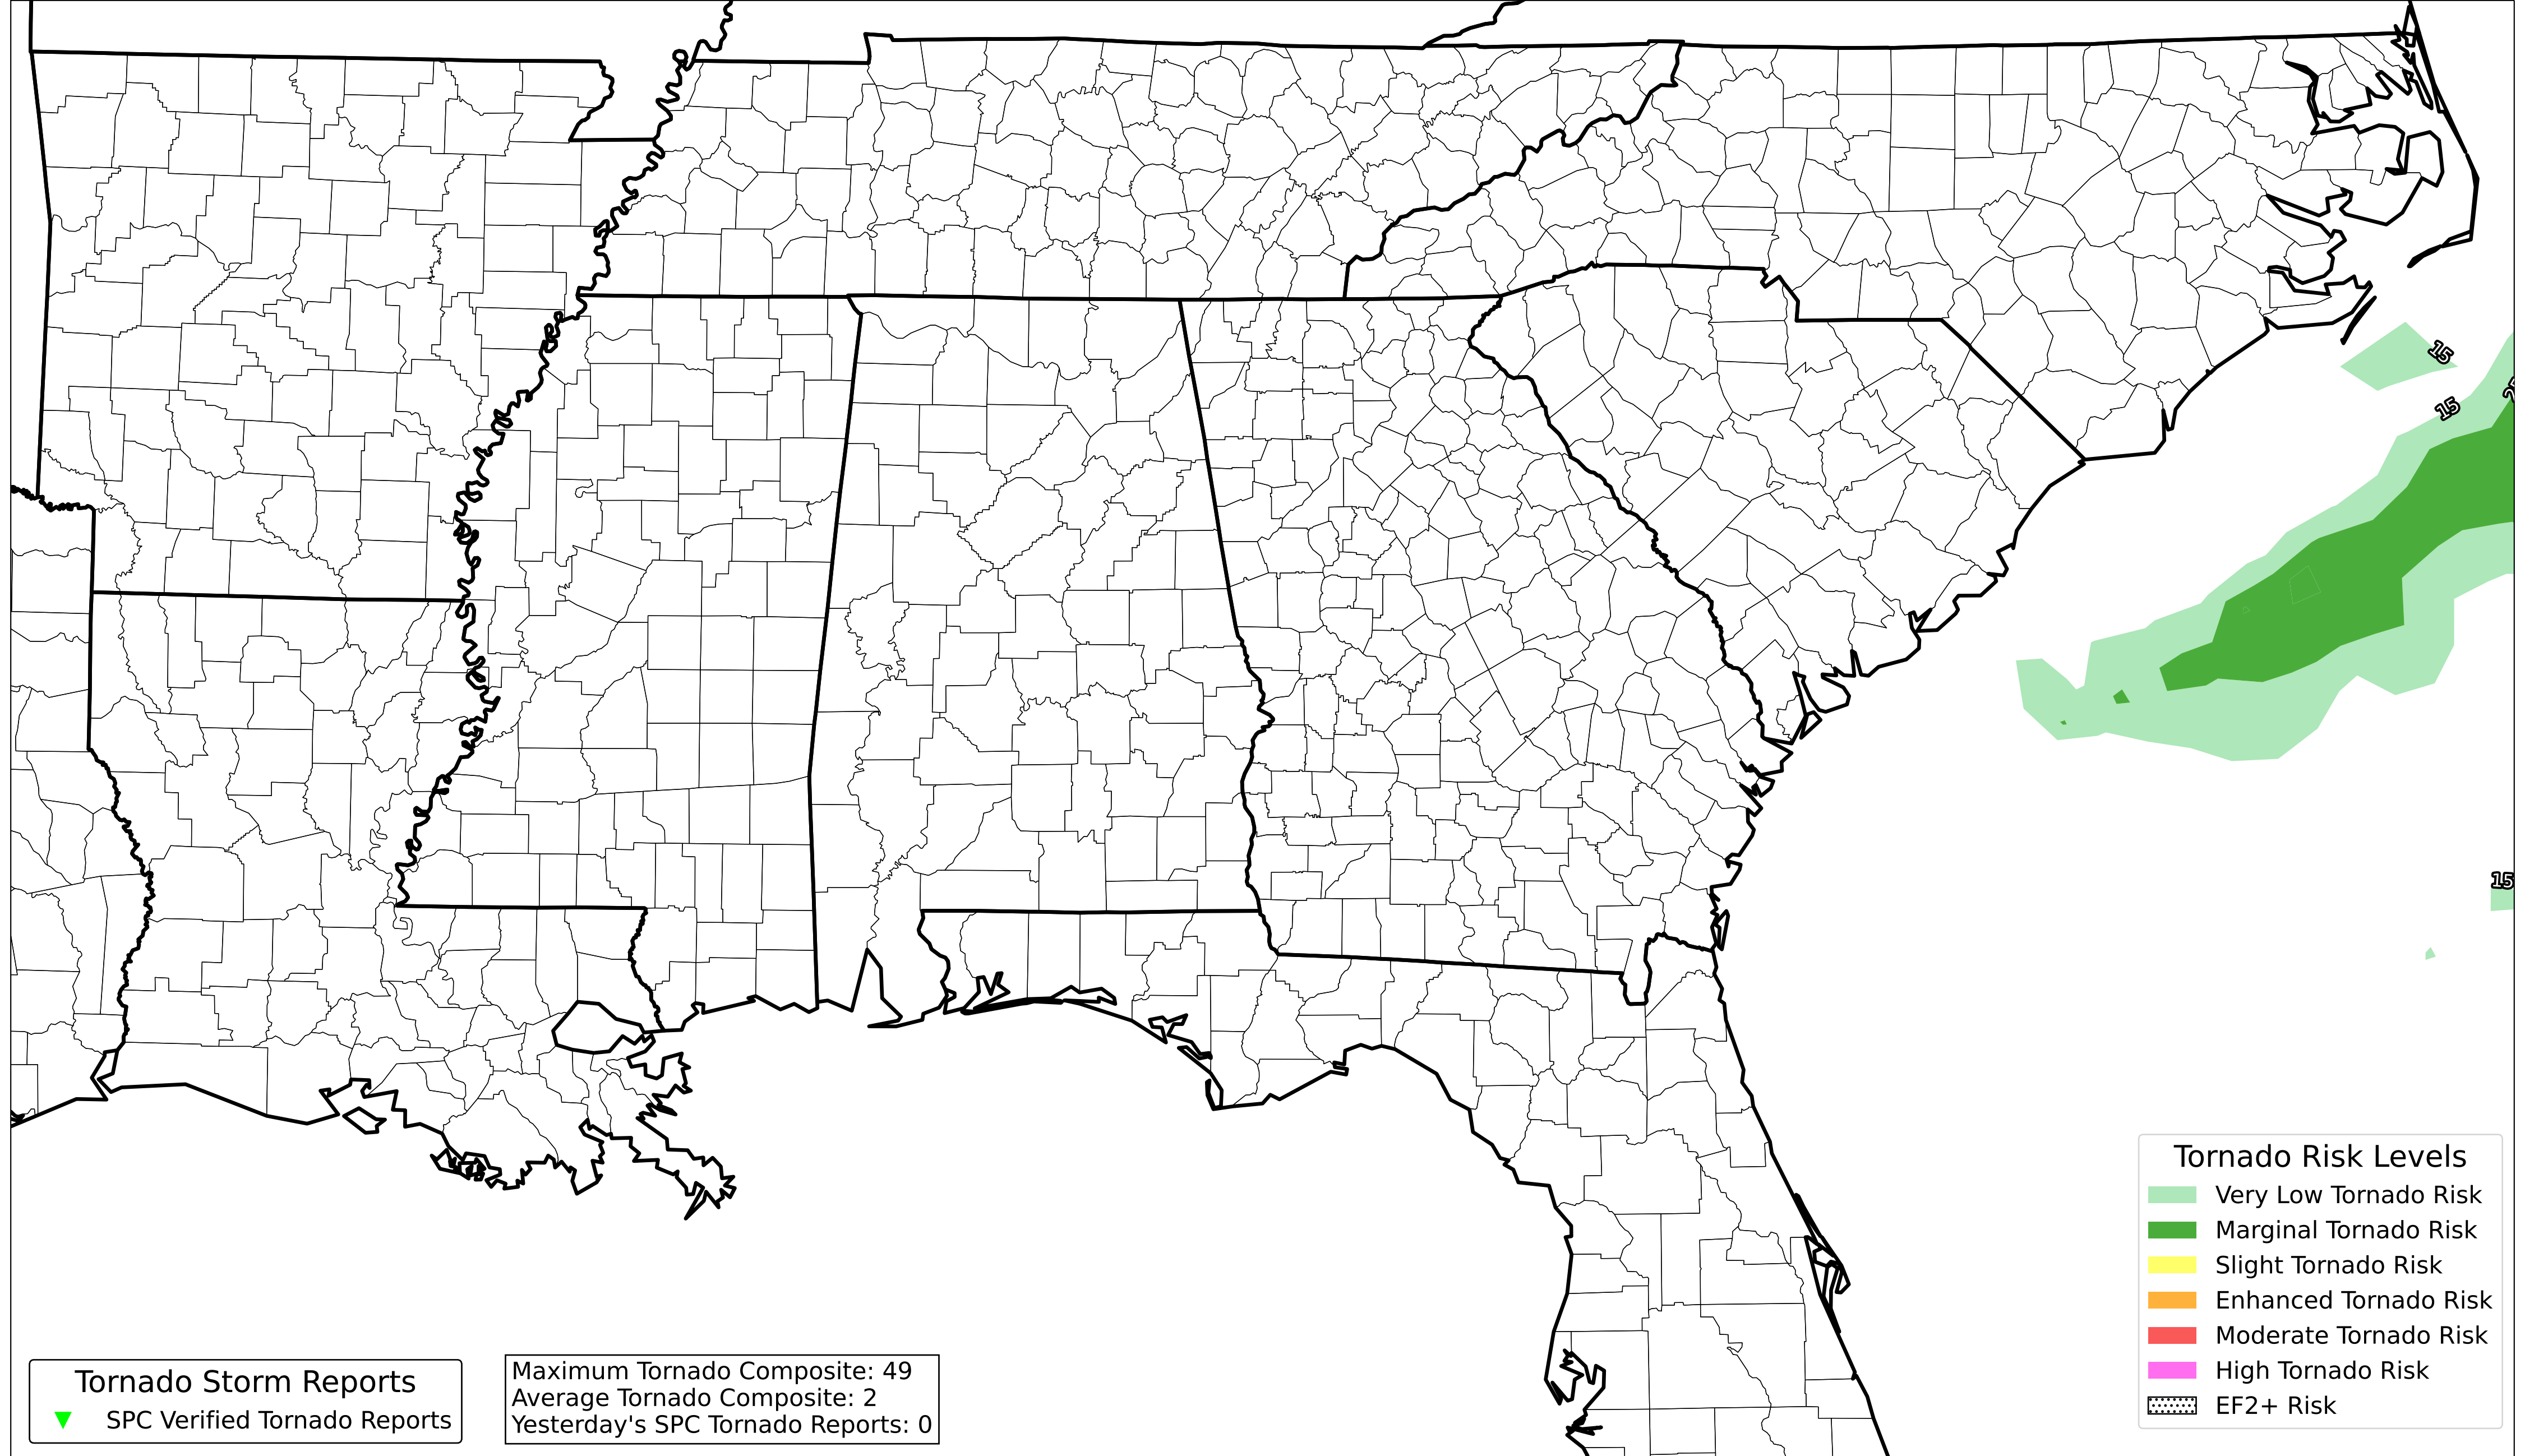 15
15
15
Tornado Risk Levels
Very Low Tornado Risk
Marginal Tornado Risk
Slight Tornado Risk
Enhanced Tornado Risk
Moderate Tornado Risk
High Tornado Risk
EF2+ Risk
Tornado Storm Reports
SPC Verified Tornado Reports
Maximum Tornado Composite: 49
Average Tornado Composite: 2
Yesterday's SPC Tornado Reports: 0